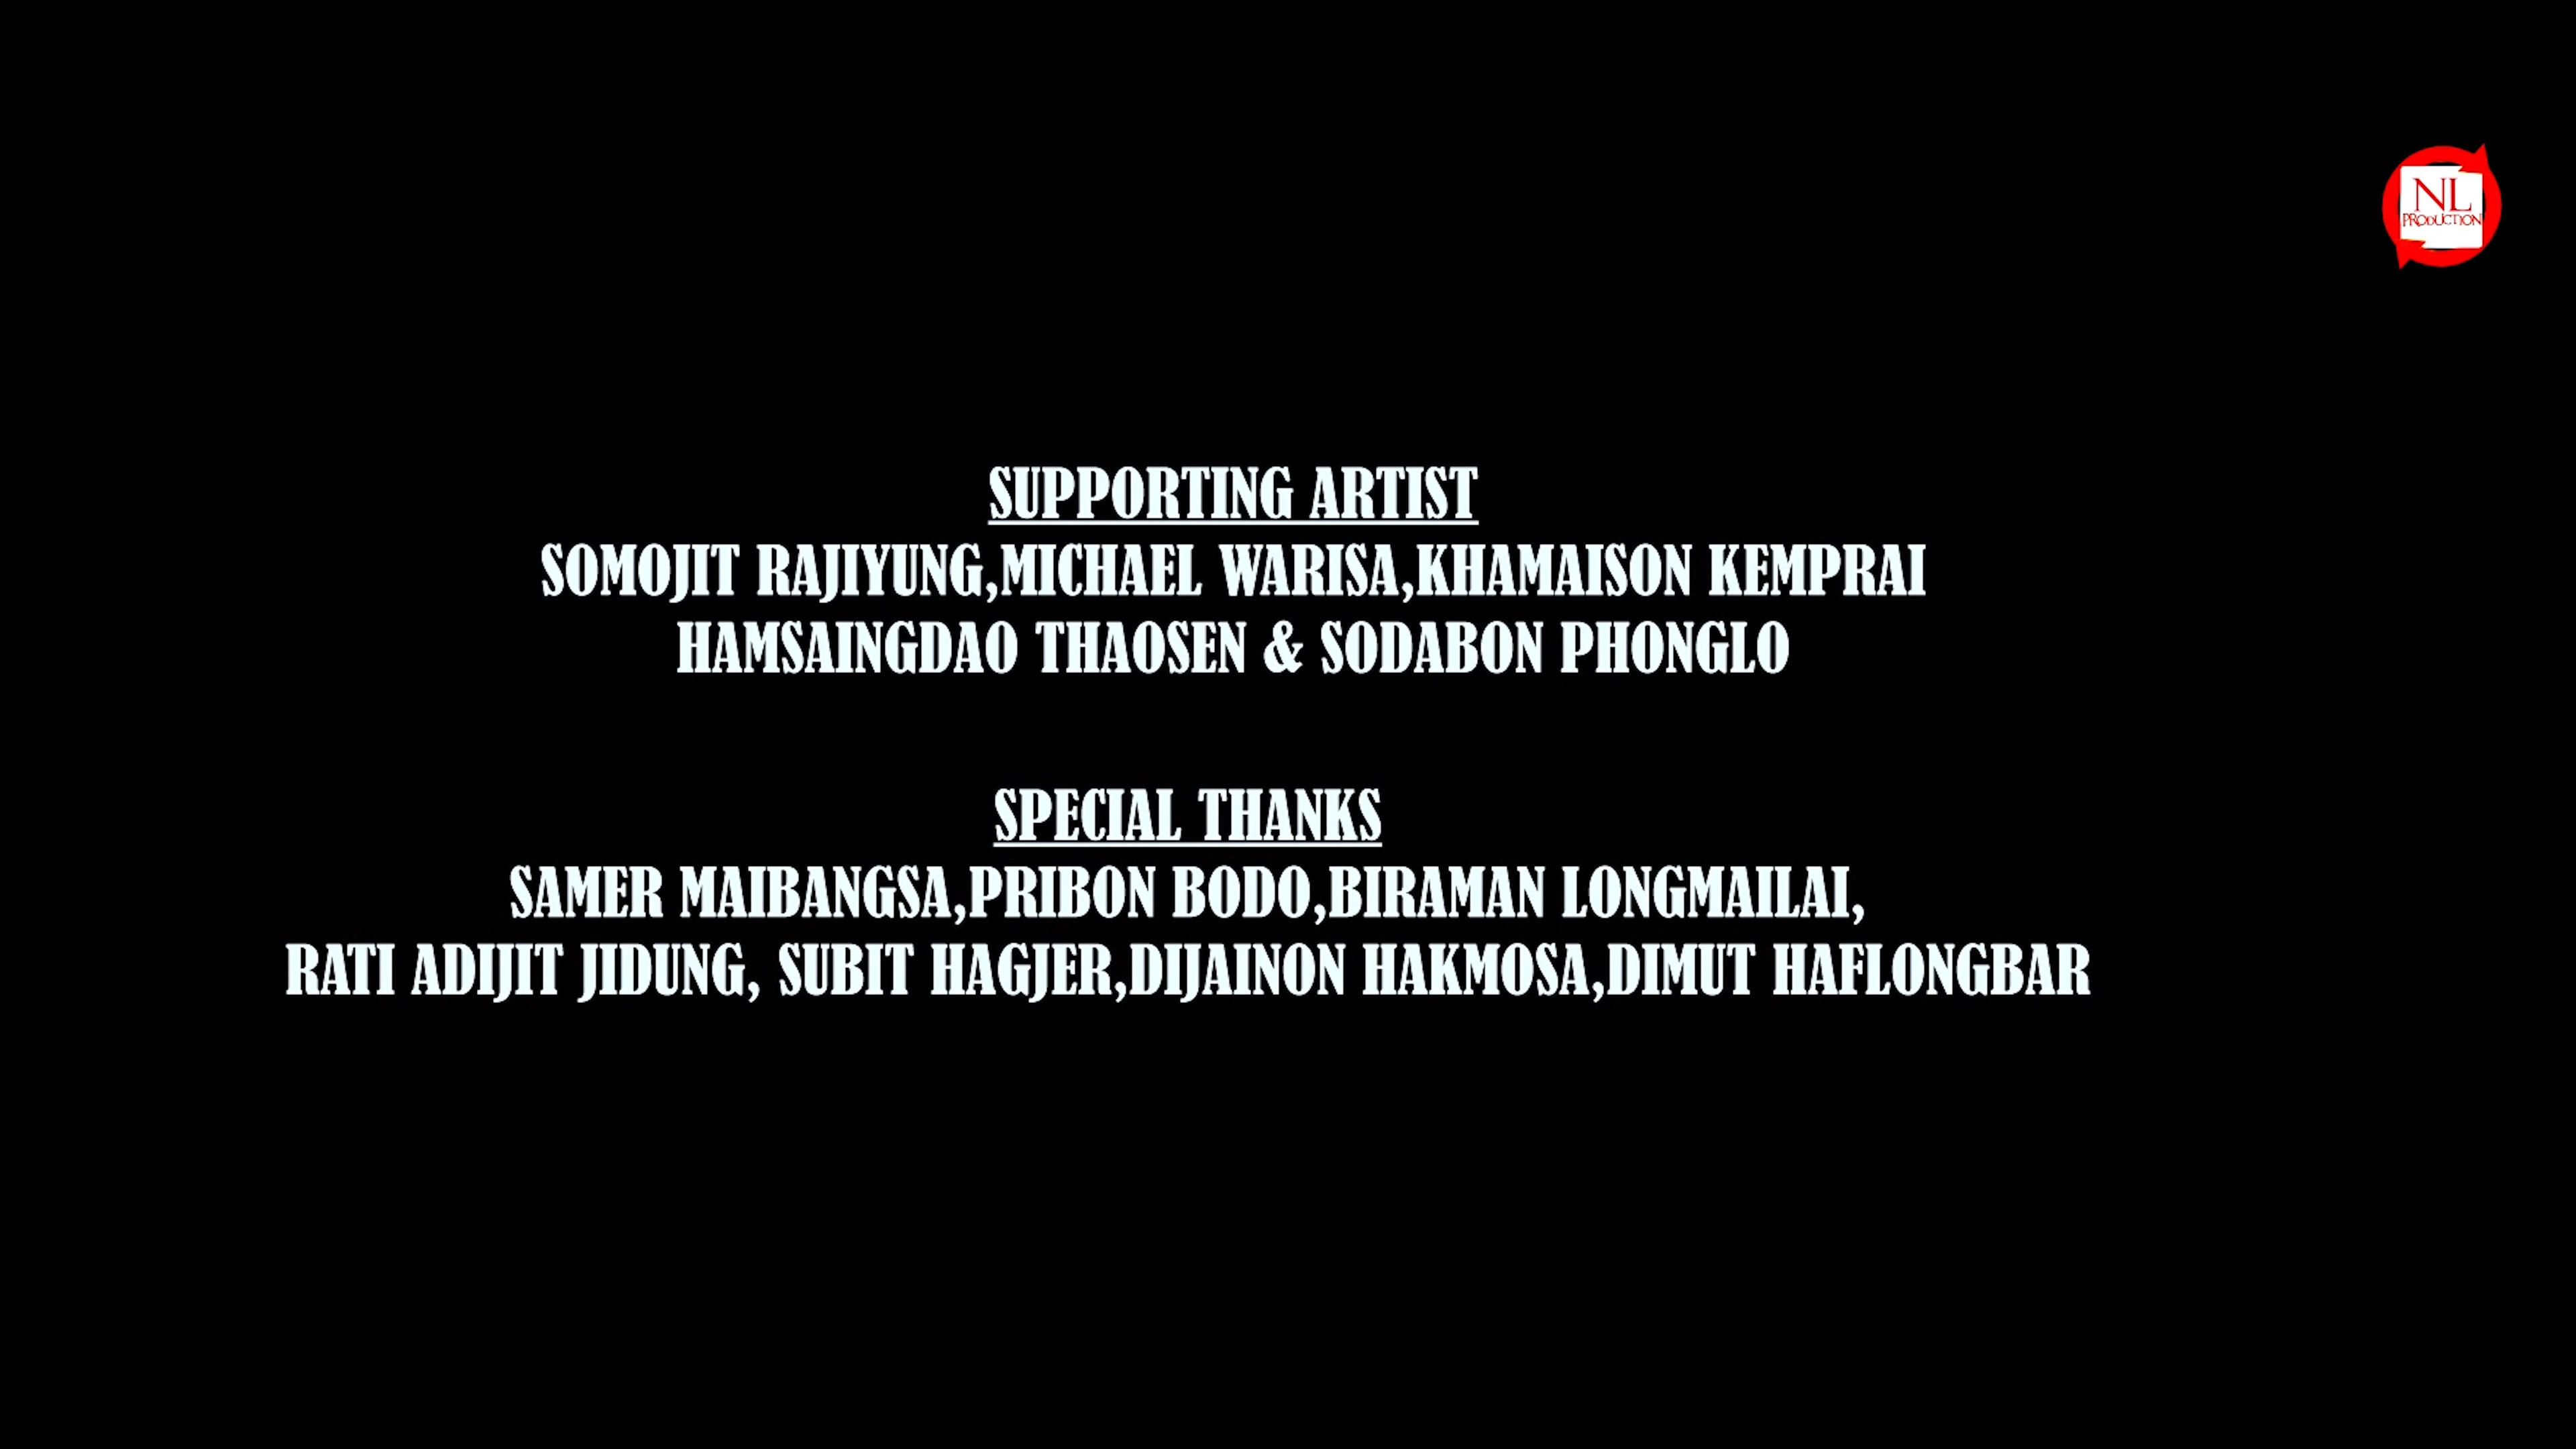 NL
PRODUCTION
SUPPORTING ARTIST
SOMOJIT RAJIYUNG,MICHAEL WARISA,KHAMAISON KEMPRAI
HAMSAINGDAO THAOSEN & SODABON PHONGLO
SPECIAL THANKS
SAMER MAIBANGSA,PRIBON BODO,BIRAMAN LONGMAILAI,
RATI ADIJIT JIDUNG, SUBIT HAGJER,DIJAINON HAKMOSA,DIMUT HAFLONGBAR